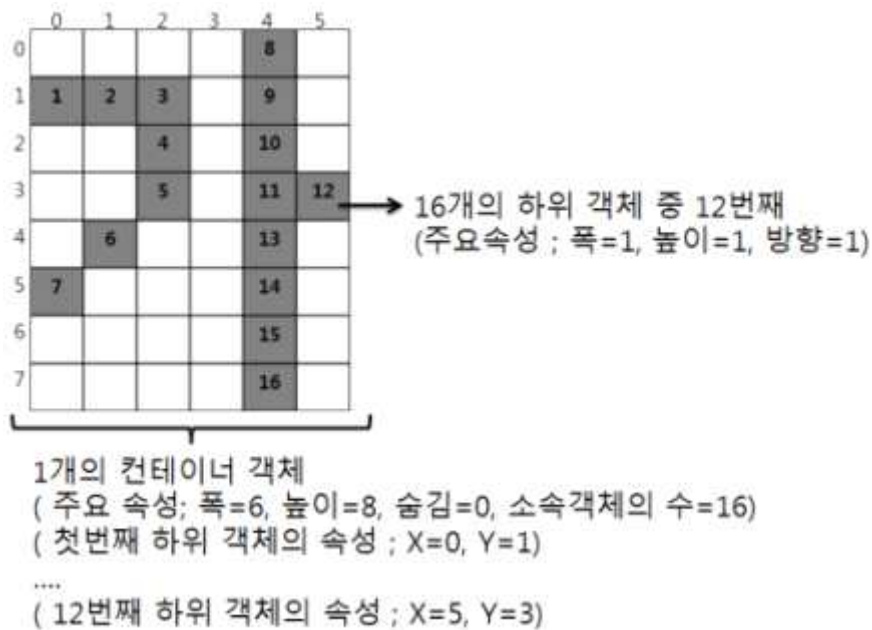 0 1 2 3 4 5
0 8
1 1 2 3 9
2 4 10
3 5 11 12
4 6 13
5 7 14
6 15
7 16
16개의 하위 객체 중 12번째
(주요속성 ; 폭=1, 높이=1, 방향=1)
1개의 컨테이너 객체
( 주요 속성; 폭=6, 높이=8, 숨김=0, 소속객체의 수=16)
( 첫번째 하위 객체의 속성 ; X=0, Y=1)
....
( 12번째 하위 객체의 속성 ; X=5, Y=3)